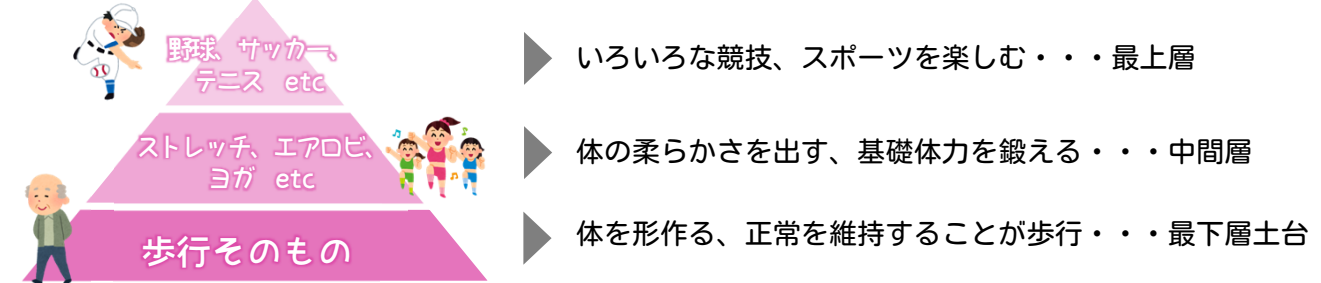 野球、サッカー、
テニス etc
いろいろな競技、スポーツを楽しむ・・・最上層
ストレッチ、エアロビ、
ヨガ etc
体の柔らかさを出す、基礎体力を鍛える・・・中間層
歩行そのもの
体を形作る、正常を維持することが歩行・・・最下層土台